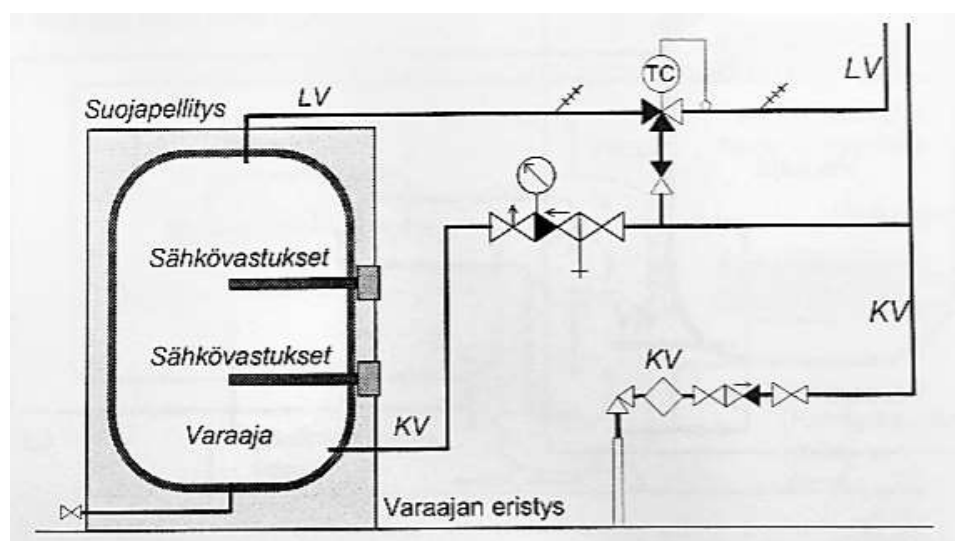 LV
Suojapellitys
TC
LV
Sähkövastukset
Sähkövastukset
KV
KV
Varaaja
KV
Varaajan eristys